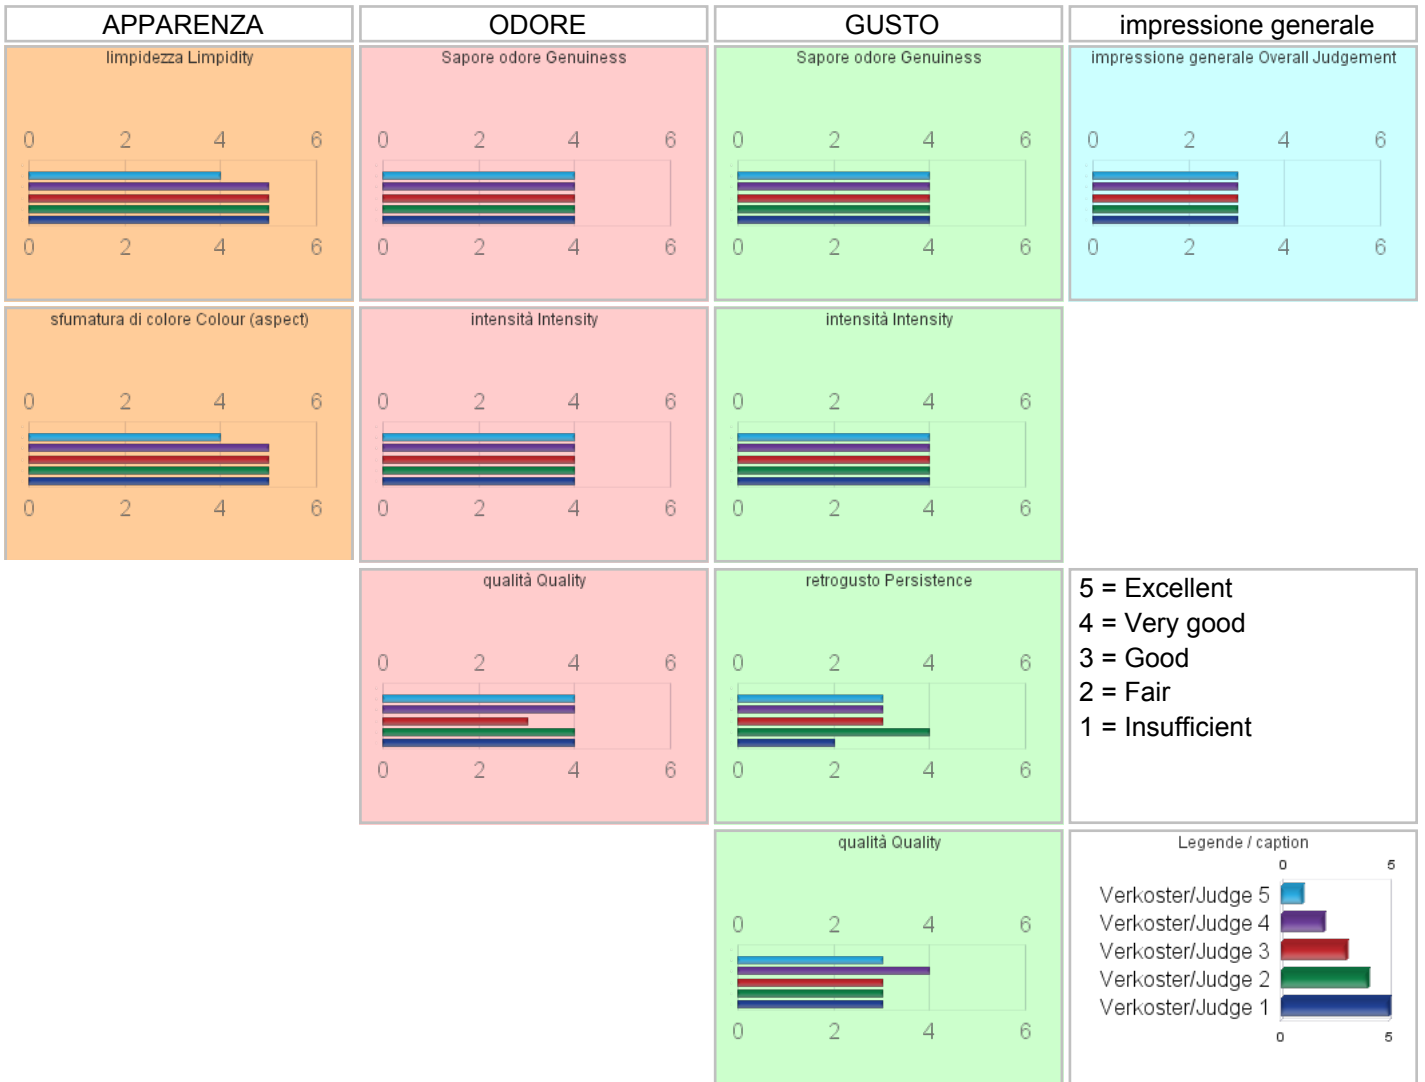 APPARENZA ODORE GUSTO impressione generale
limpidezza Limpidity
0 2 4 6
0 2 4 6
Sapore odore Genuiness
0 2 4 6
0 2 4 6
Sapore odore Genuiness
0 2 4 6
0 2 4 6
impressione generale Overall Judgement
0 2 4 6
0 2 4 6
sfumatura di colore Colour (aspect)
0 2 4 6
0 2 4 6
intensità Intensity
0 2 4 6
0 2 4 6
intensità Intensity
0 2 4 6
0 2 4 6
qualità Quality
0 2 4 6
0 2 4 6
retrogusto Persistence
0 2 4 6
0 2 4 6
5 = Excellent
4 = Very good
3 = Good
2 = Fair
1 = Insufficient
qualità Quality
0 2 4 6
0 2 4 6
Legende / caption
0 5
Verkoster/Judge 5
Verkoster/Judge 4
Verkoster/Judge 3
Verkoster/Judge 2
Verkoster/Judge 1
0 5